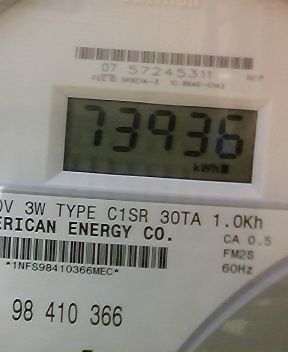 07 57245311
73936
kWh
0V 3W TYPE C1SR 30TA 1.0Kh
ERICAN ENERGY CO.
CA 0.5
FM2S
60Hz
*1NFS98410366MEC*
98 410 366